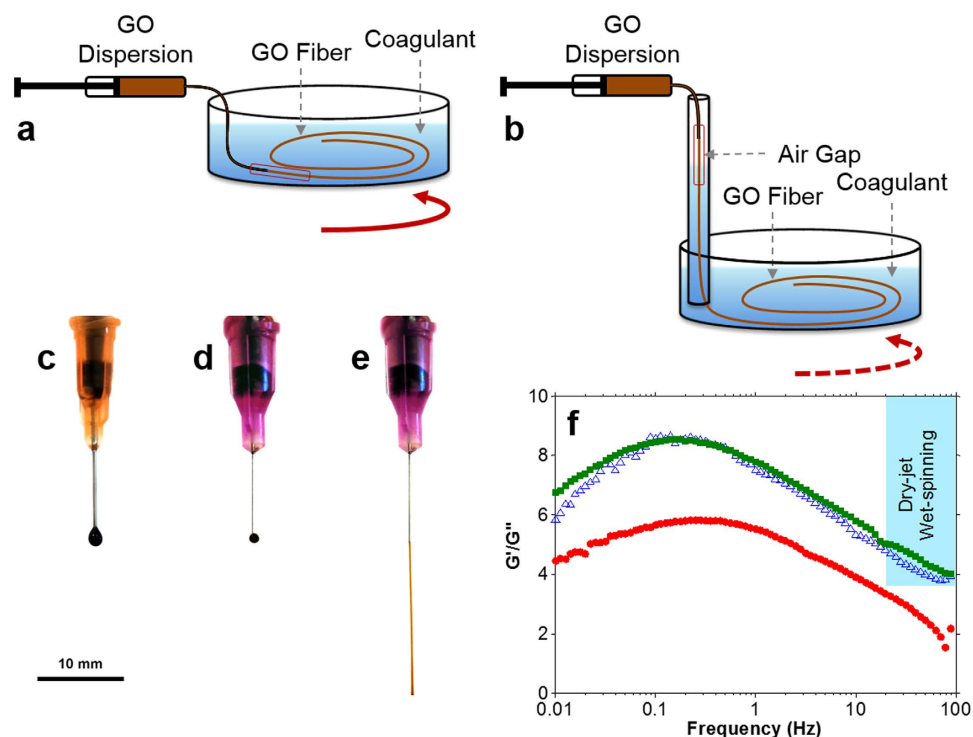 GO
Dispersion
GO Fiber
Coagulant
a
GO
Dispersion
b
Air Gap
GO Fiber
Coagulant
c
d
e
10 mm
f
Dry-jet
Wet-spinning
G'/G"
10
8
6
4
2
0
0.01
0.1
1
10
100
Frequency (Hz)